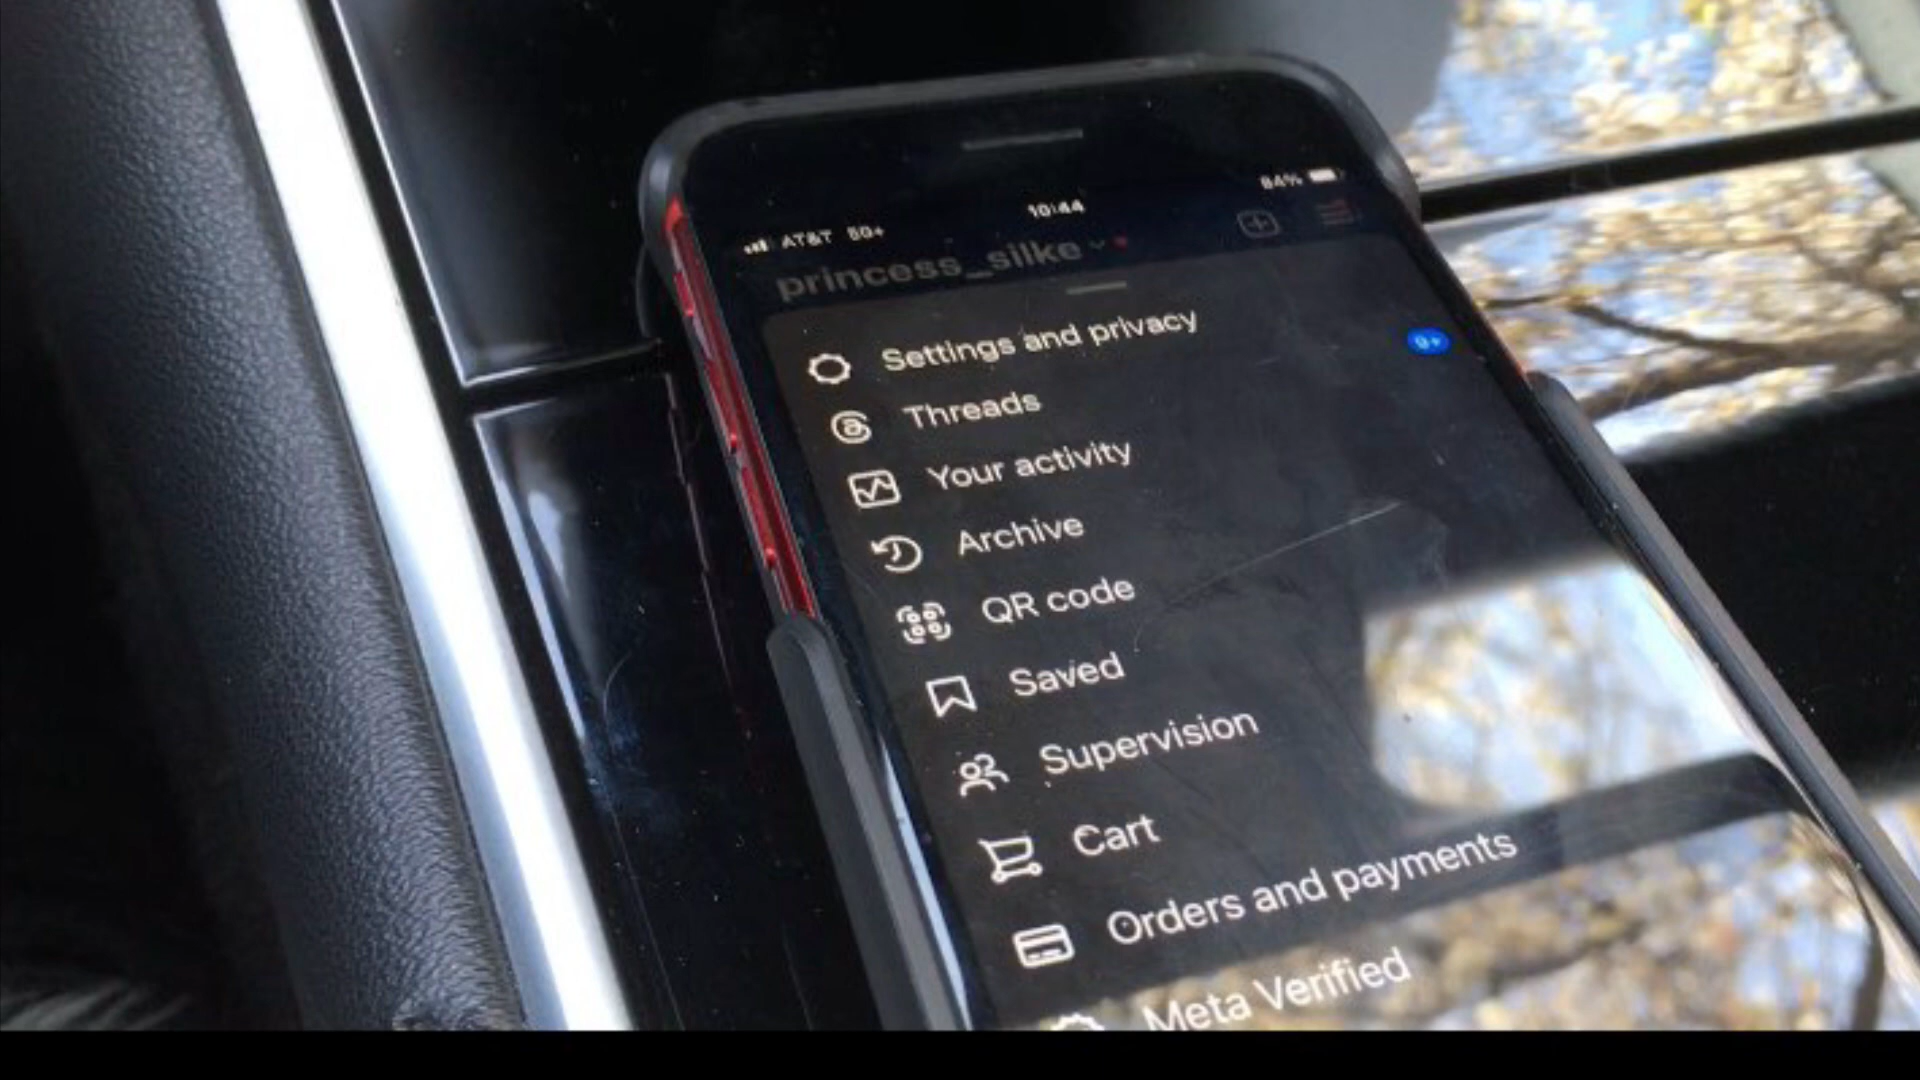 AT&T 5G+ 10:44 84%
princess_silke
Settings and privacy
Threads 9+
Your activity
Archive
QR code
Saved
Supervision
Cart
Orders and payments
Meta Verified